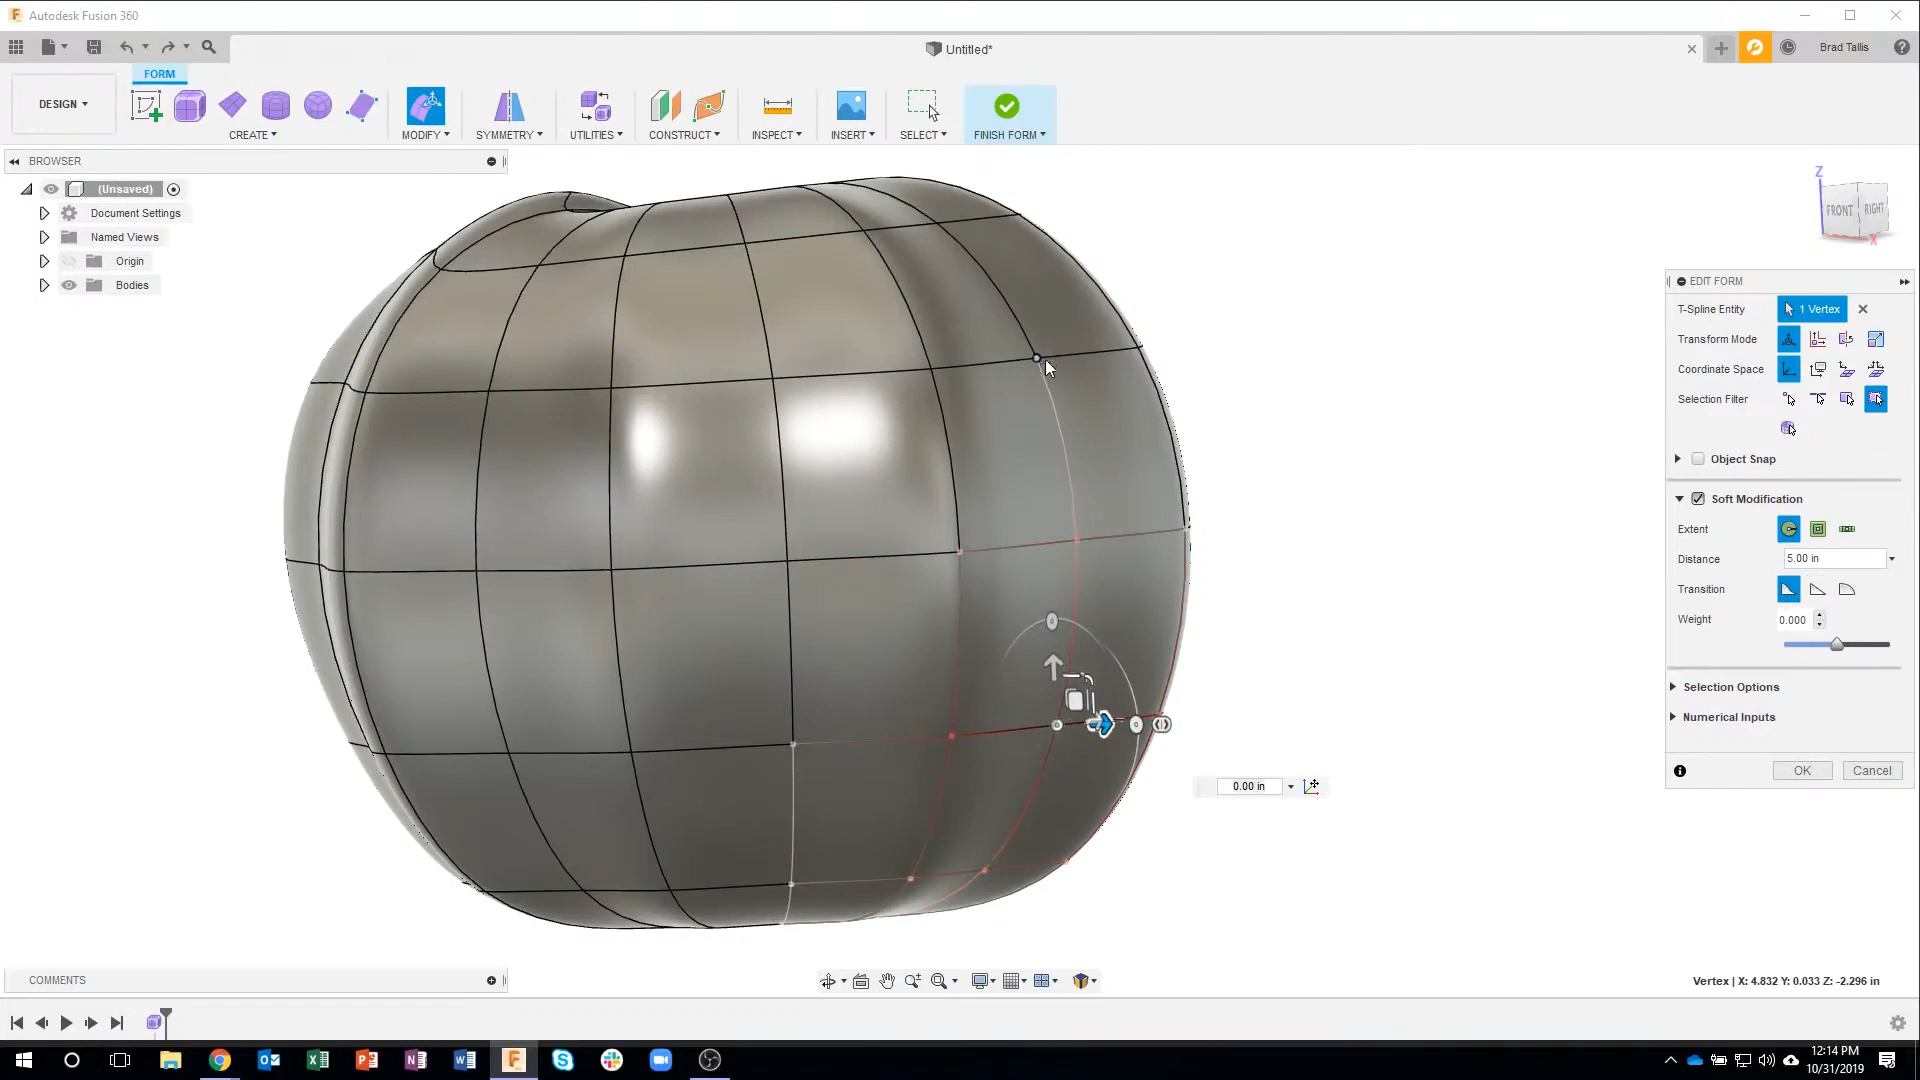 Autodesk Fusion 360
Untitled*
Brad Tallis
FORM
DESIGN
CREATE
MODIFY
SYMMETRY
UTILITIES
CONSTRUCT
INSPECT
INSERT
SELECT
FINISH FORM
BROWSER
(Unsaved)
Document Settings
Named Views
Origin
Bodies
Z
FRONT
RIGHT
X
EDIT FORM
T-Spline Entity
1 Vertex
Transform Mode
Coordinate Space
Selection Filter
Object Snap
Soft Modification
Extent
Distance
5.00 in
Transition
Weight
0.000
Selection Options
Numerical Inputs
OK
Cancel
0.00 in
COMMENTS
Vertex | X: 4.832 Y: 0.033 Z: -2.296 in
12:14 PM
10/31/2019